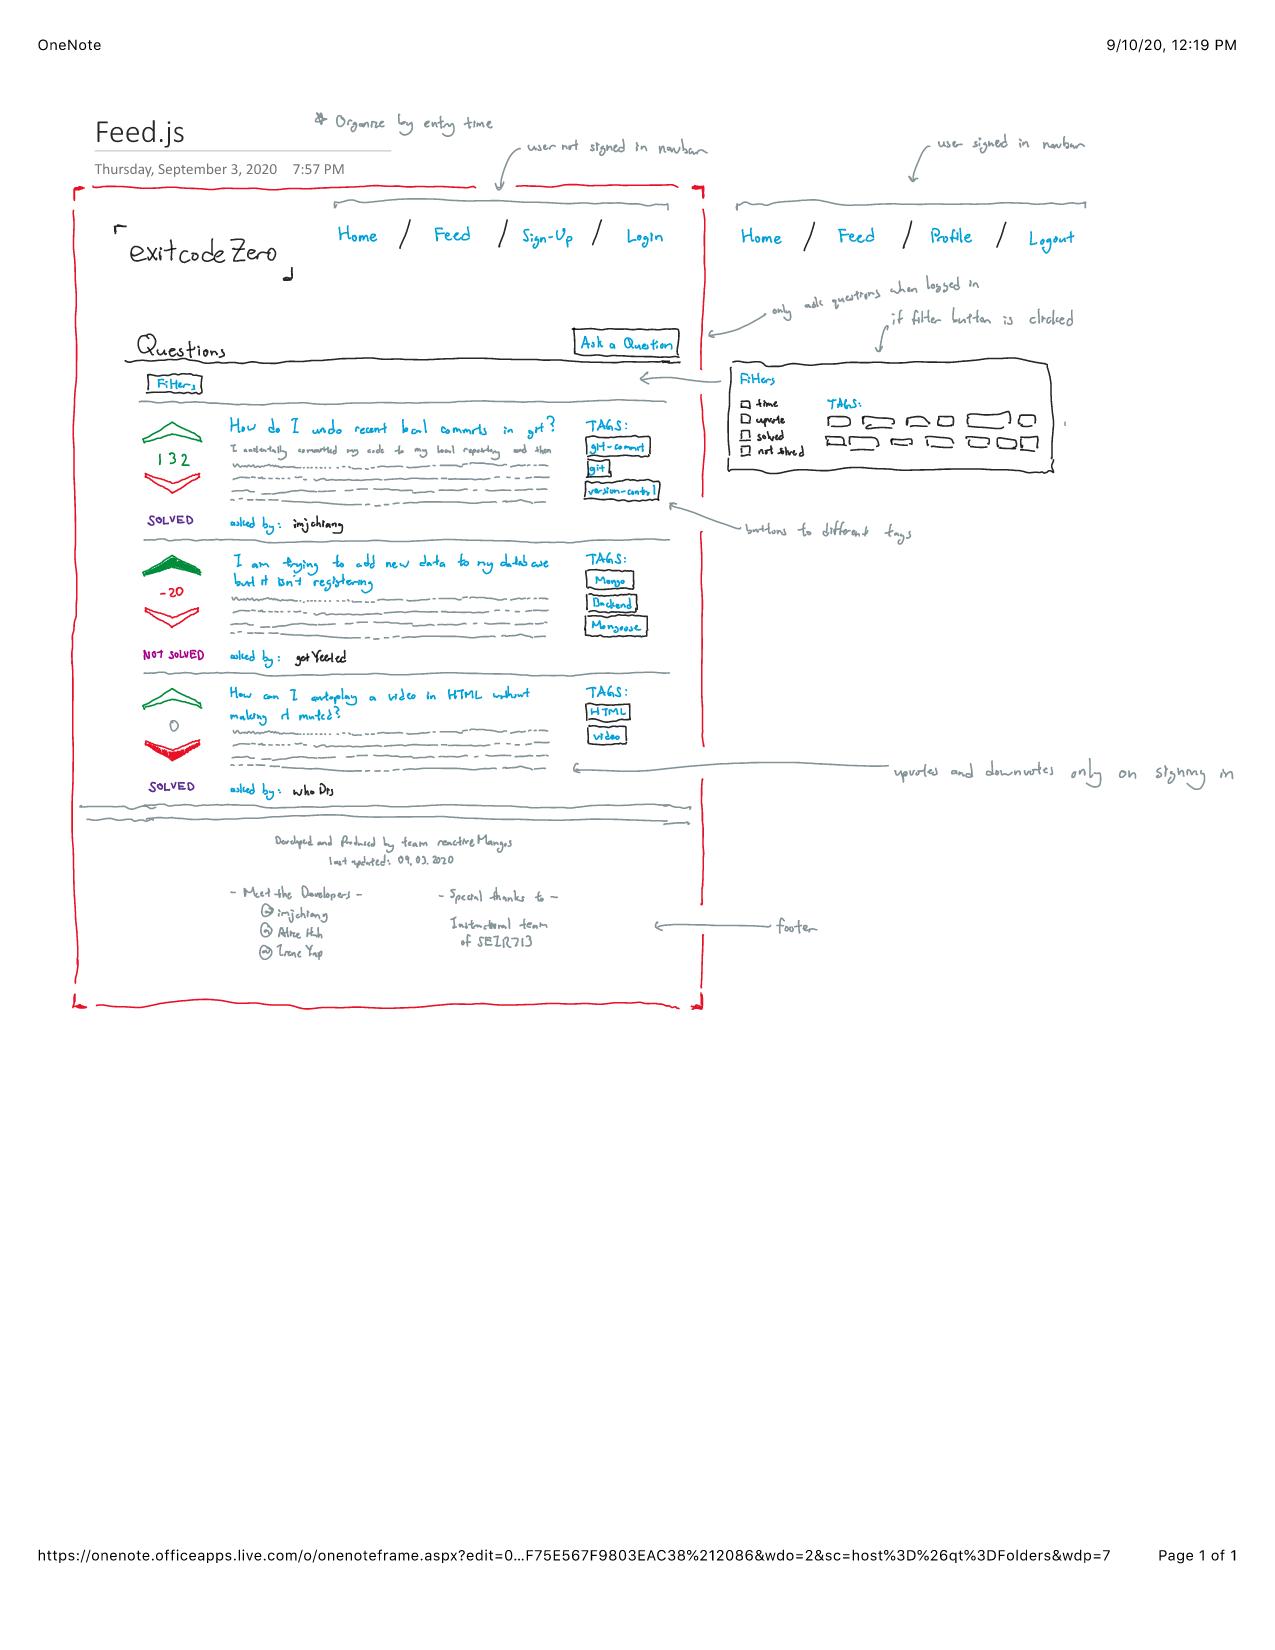 OneNote
9/10/20, 12:19 PM
Feed.js
* Organize by entry time
Thursday, September 3, 2020 7:57 PM
user not signed in navbar
user signed in navbar
exitcodeZero
Home / Feed / Sign-Up / Login
Home / Feed / Profile / Logout
only ask questions when logged in
if filter button is clicked
Questions
Ask a Question
Filters
Filters
time
upvote
solved
not solved
TAGS:
132
SOLVED
How do I undo recent local commits in git?
I accidentally committed my code to my local repository and then
asked by: imjchiang
TAGS:
git-commit
git
version-control
buttons to different tags
-20
NOT SOLVED
I am trying to add new data to my database
but it isn't registering
asked by: gotYeeted
TAGS:
Mongo
Backend
Mongoose
0
SOLVED
How can I autoplay a video in HTML without
making it muted?
asked by: whoDis
TAGS:
HTML
video
upvotes and downvotes only on signing in
Developed and Produced by team reactiveMangos
last updated: 09.03.2020
- Meet the Developers -
imjchiang
Alice Huh
Irene Yap
- Special thanks to -
Instructional team
of SEIR713
footer
https://onenote.officeapps.live.com/o/onenoteframe.aspx?edit=0...F75E567F9803EAC38%212086&wdo=2&sc=host%3D%26qt%3DFolders&wdp=7
Page 1 of 1